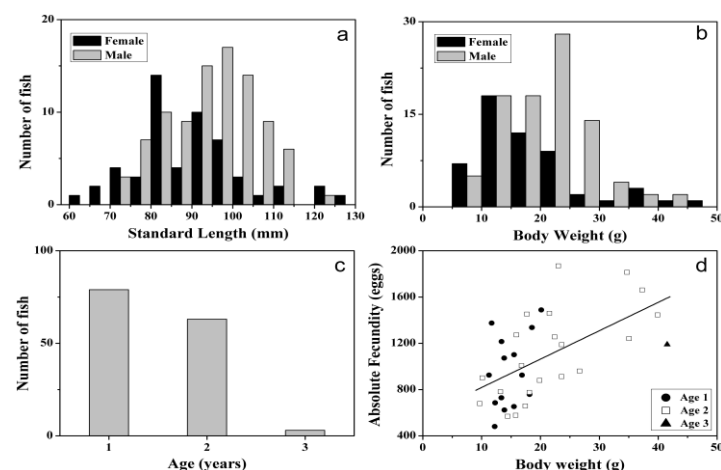 a
Female
Male
Number of fish
20
10
0
60 70 80 90 100 110 120 130
Standard Length (mm)
b
Female
Male
Number of fish
30
15
0
0 10 20 30 40 50
Body Weight (g)
c
Number of fish
100
75
50
25
0
1 2 3
Age (years)
d
Absolute Fecundity (eggs)
2000
1600
1200
800
400
Age 1
Age 2
Age 3
0 10 20 30 40 50
Body weight (g)